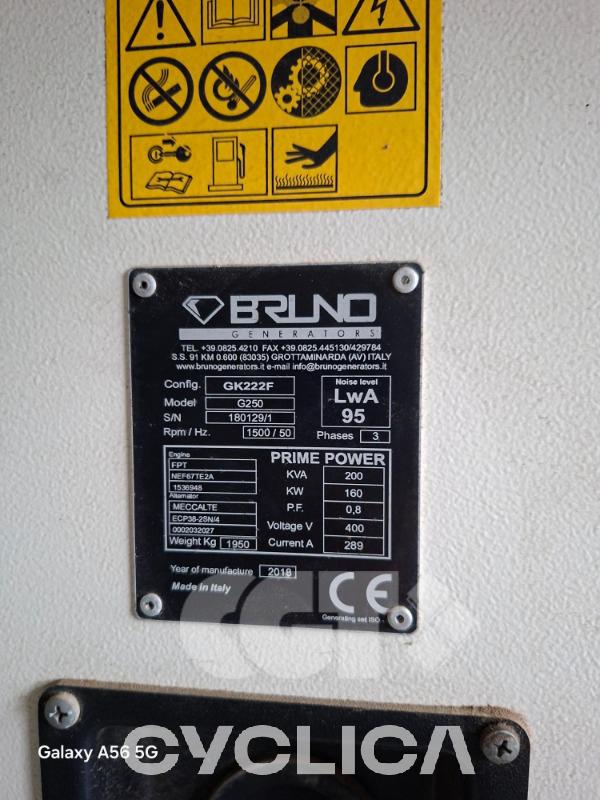 BRUNO
GENERATORS
TEL. +39.0825.4210 FAX +39.0825.445130/429784
S.S. 91 KM 0.600 (83035) GROTTAMINARDA (AV) ITALY
www.brunogenerators.it e-mail info@brunogenerators.it
Config. GK222F
Model G250
S/N 180129/1
Rpm / Hz. 1500 / 50
Noise level
LwA
95
Phases 3
Engine
FPT
NEF67TE2A
1536948
Alternator
MECCALTE
ECP38-2SN/4
0002032027
Weight Kg 1950
PRIME POWER
KVA 200
KW 160
P.F. 0,8
Voltage V 400
Current A 289
Year of manufacture 2018
Made in Italy
CE
Generating set ISO -
Galaxy A56 5G
CYCLICA